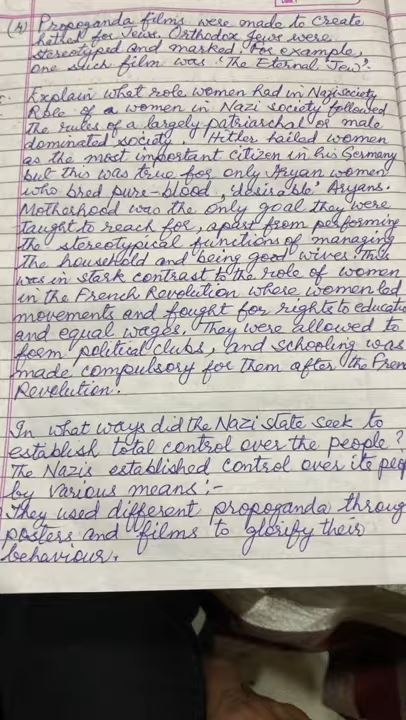 (4) Propoganda films were made to create
hatred for Jews. Orthodox Jews were
stereotyped and marked. For example,
one such film was 'The Eternal Jew'.
Explain what role women had in Nazi society
Role of a women in Nazi society followed
the rules of a largely patriarchal or male
dominated society. Hitler hailed women
as the most important citizen in his Germany
but this was true for only Aryan women
who bred pure-blood, 'desirable' Aryans.
Motherhood was the only goal they were
taught to reach for, apart from performing
the stereotypical functions of managing
the household and being good wives. This
was in stark contrast to the role of women
in the French Revolution where women led
movements and fought for rights to educatio
and equal wages. They were allowed to
form political clubs, and schooling was
made compulsory for them after the Fren
Revolution.
In what ways did the Nazi state seek to
establish total control over the people?
The Nazis established control over its peop
by various means:-
They used different propoganda throug
posters and films to glorify their
behaviour.